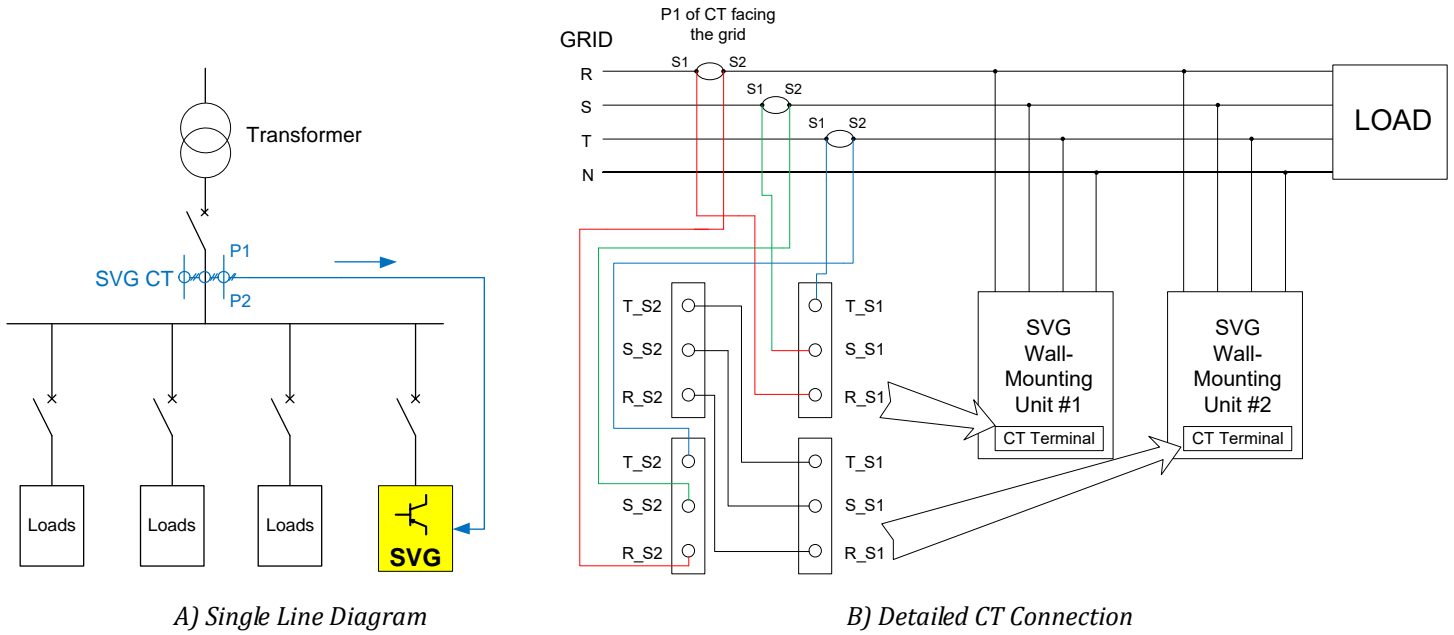 Transformer
SVG CT
P1
P2
Loads
Loads
Loads
SVG
A) Single Line Diagram
P1 of CT facing
the grid
GRID
R
S1
S2
S
S1
S2
T
S1
S2
N
LOAD
T_S2
T_S1
S_S2
S_S1
R_S2
R_S1
T_S2
T_S1
S_S2
S_S1
R_S2
R_S1
SVG
Wall-
Mounting
Unit #1
CT Terminal
SVG
Wall-
Mounting
Unit #2
CT Terminal
B) Detailed CT Connection